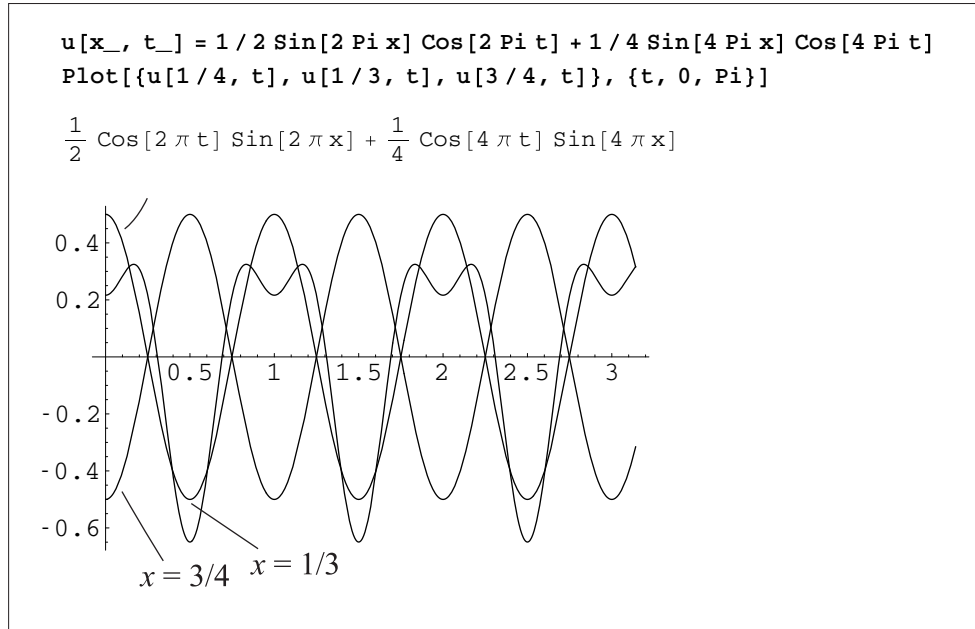 u[x_, t_] = 1 / 2 Sin[2 Pi x] Cos[2 Pi t] + 1 / 4 Sin[4 Pi x] Cos[4 Pi t]
Plot[{u[1 / 4, t], u[1 / 3, t], u[3 / 4, t]}, {t, 0, Pi}]
1/2 Cos[2 π t] Sin[2 π x] + 1/4 Cos[4 π t] Sin[4 π x]
0.4
0.2
0.5 1 1.5 2 2.5 3
-0.2
-0.4
-0.6
x = 1/3
x = 3/4